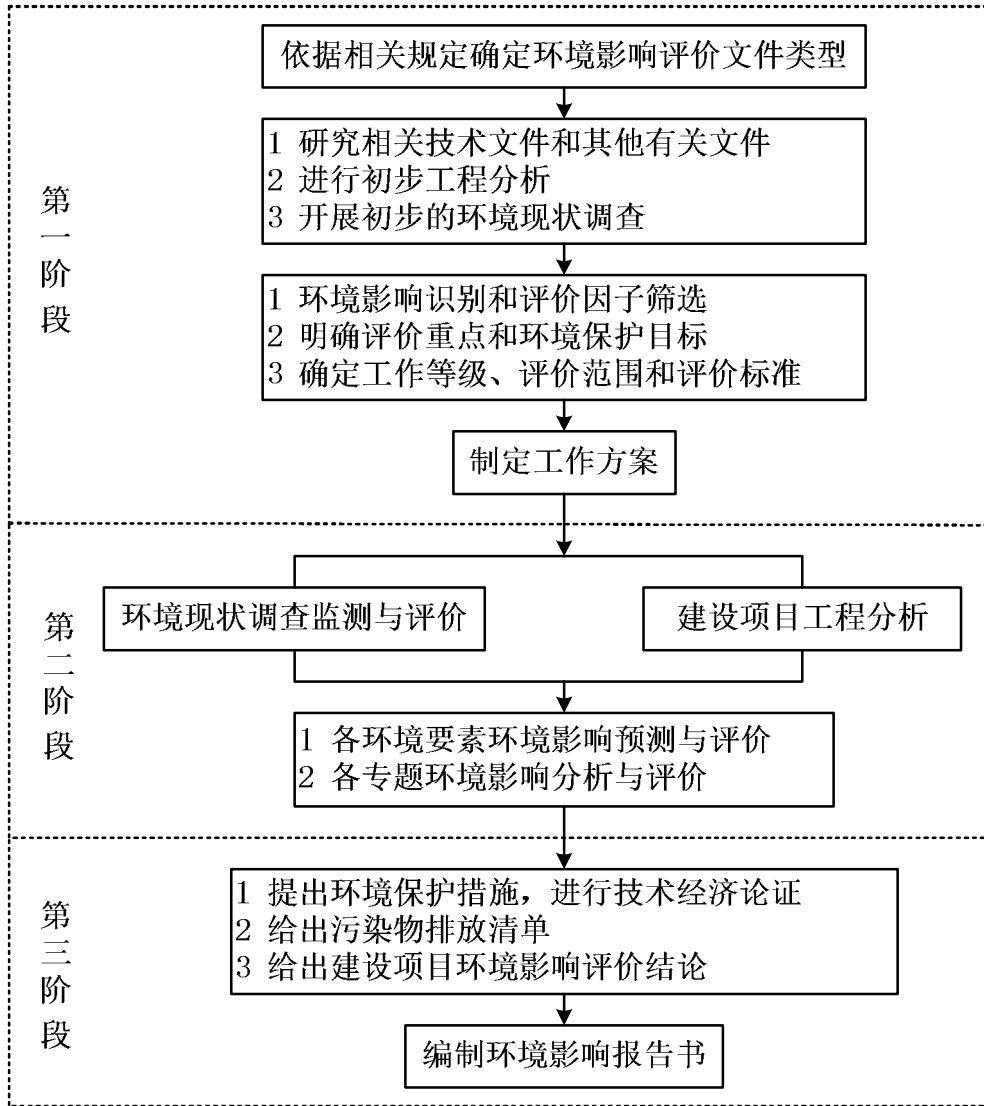 依据相关规定确定环境影响评价文件类型
第一阶段
1 研究相关技术文件和其他有关文件
2 进行初步工程分析
3 开展初步的环境现状调查
1 环境影响识别和评价因子筛选
2 明确评价重点和环境保护目标
3 确定工作等级、评价范围和评价标准
制定工作方案
第二阶段
环境现状调查监测与评价
建设项目工程分析
1 各环境要素环境影响预测与评价
2 各专题环境影响分析与评价
第三阶段
1 提出环境保护措施，进行技术经济论证
2 给出污染物排放清单
3 给出建设项目环境影响评价结论
编制环境影响报告书